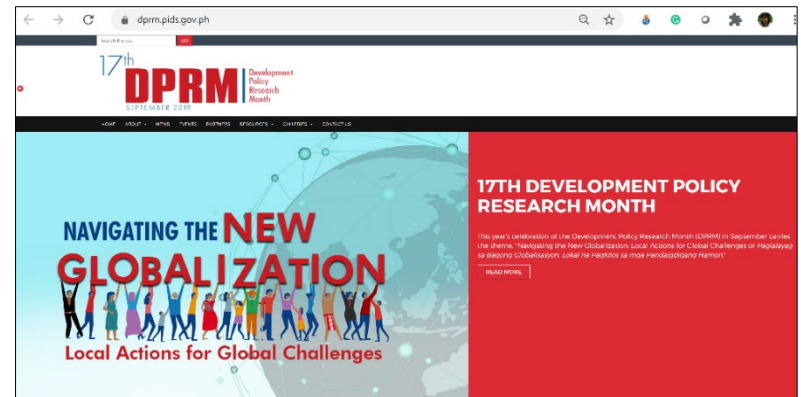 dprm.pids.gov.ph
GO
17th
DPRM
Development
Policy
Research
Month
SEPTEMBER 2019
HOME ABOUT NEWS EVENTS PARTNERS RESOURCES GALLERIES CONTACT US
NAVIGATING THE NEW
GLOBALIZATION
Local Actions for Global Challenges
17TH DEVELOPMENT POLICY
RESEARCH MONTH
This year's celebration of the Development Policy Research Month (DPRM) in September carries
the theme, "Navigating the New Globalization: Local Actions for Global Challenges or Paglalayag
sa Bagong Globalisasyon: Lokal na Pagkilos sa mga Pandaigdigang Hamon."
READ MORE